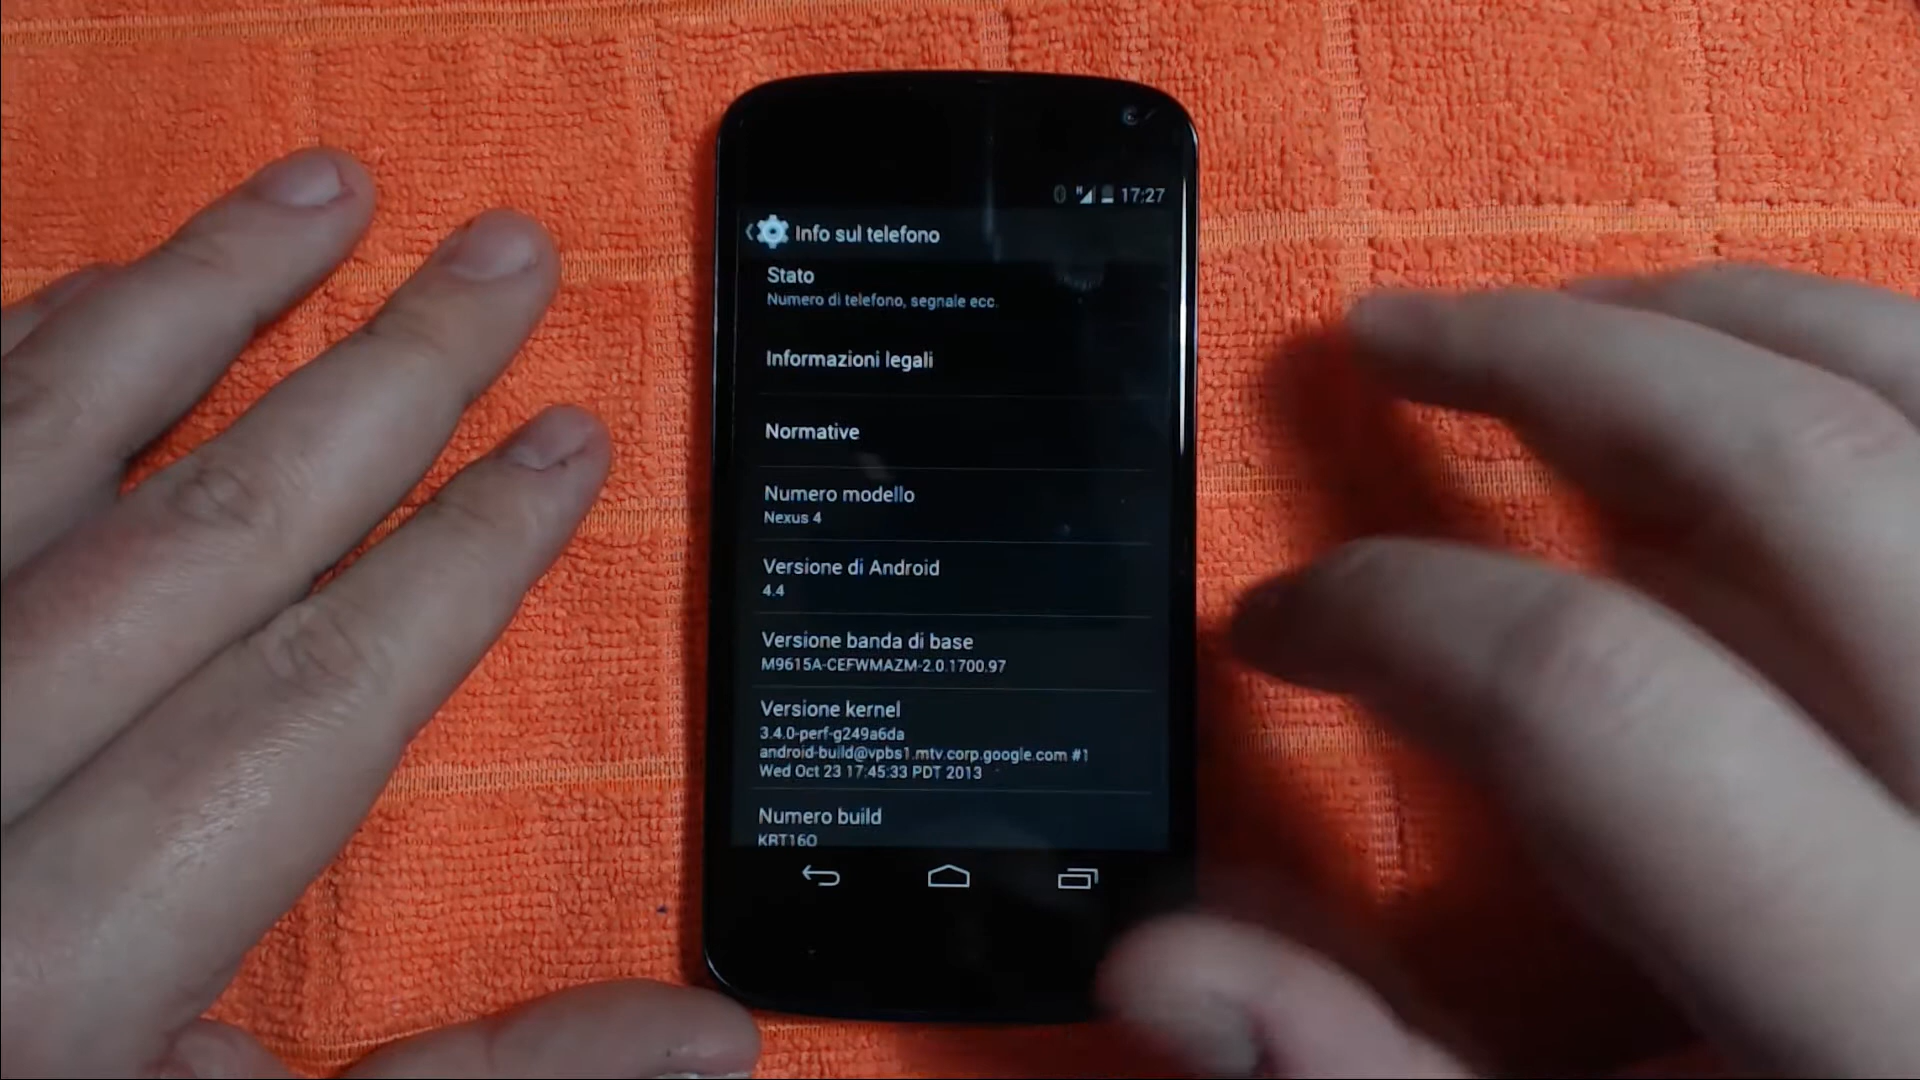 17:27
Info sul telefono
Stato
Numero di telefono, segnale ecc.
Informazioni legali
Normative
Numero modello
Nexus 4
Versione di Android
4.4
Versione banda di base
M9615A-CEFWMAZM-2.0.1700.97
Versione kernel
3.4.0-perf-g249a6da
android-build@vpbs1.mtv.corp.google.com #1
Wed Oct 23 17:45:33 PDT 2013
Numero build
KRT16O